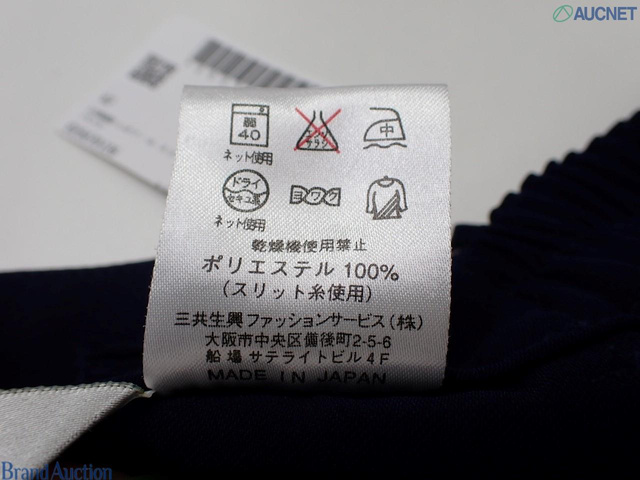 AUCNET
弱
40
ネット使用
エンソ
サラシ
中
ドライ
セキユ系
ネット使用
ヨワク
乾燥機使用禁止
ポリエステル 100%
(スリット糸使用)
三共生興ファッションサービス(株)
大阪市中央区備後町2-5-6
船場サテライトビル4F
MADE IN JAPAN
Brand Auction